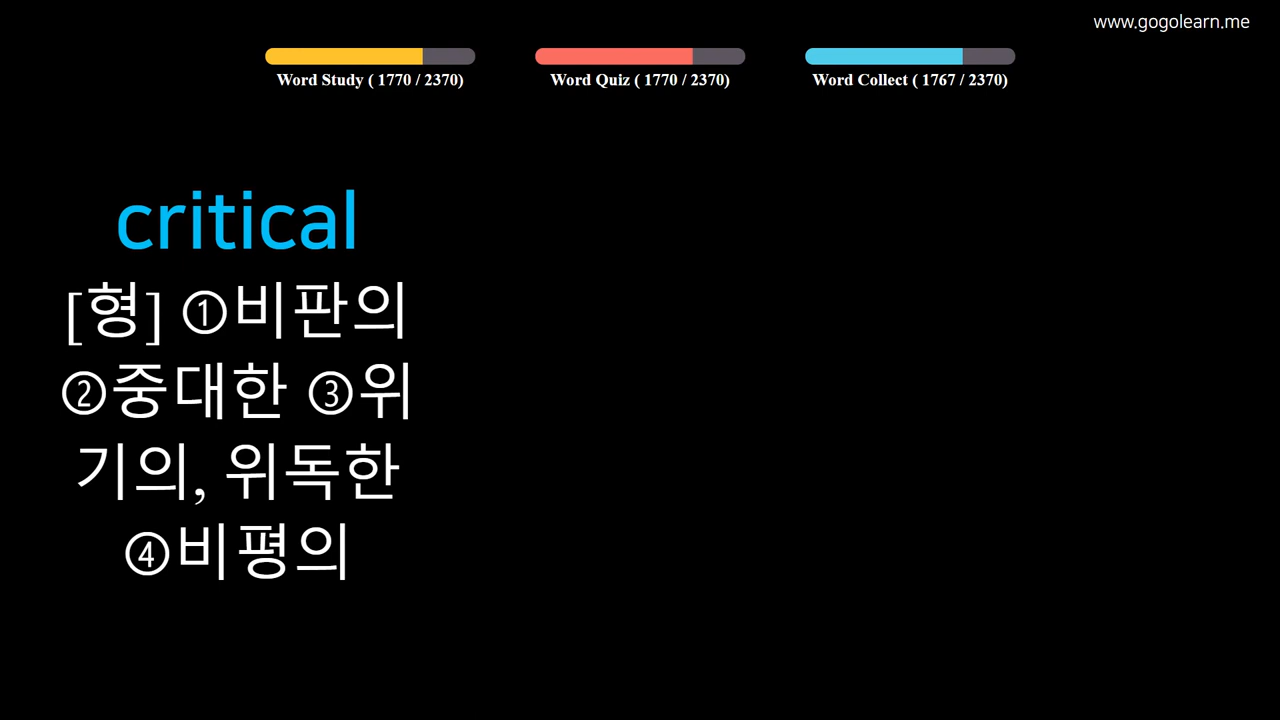 www.gogolearn.me
Word Study ( 1770 / 2370)
Word Quiz ( 1770 / 2370)
Word Collect ( 1767 / 2370)
critical
[형] ①비판의
②중대한 ③위
기의, 위독한
④비평의